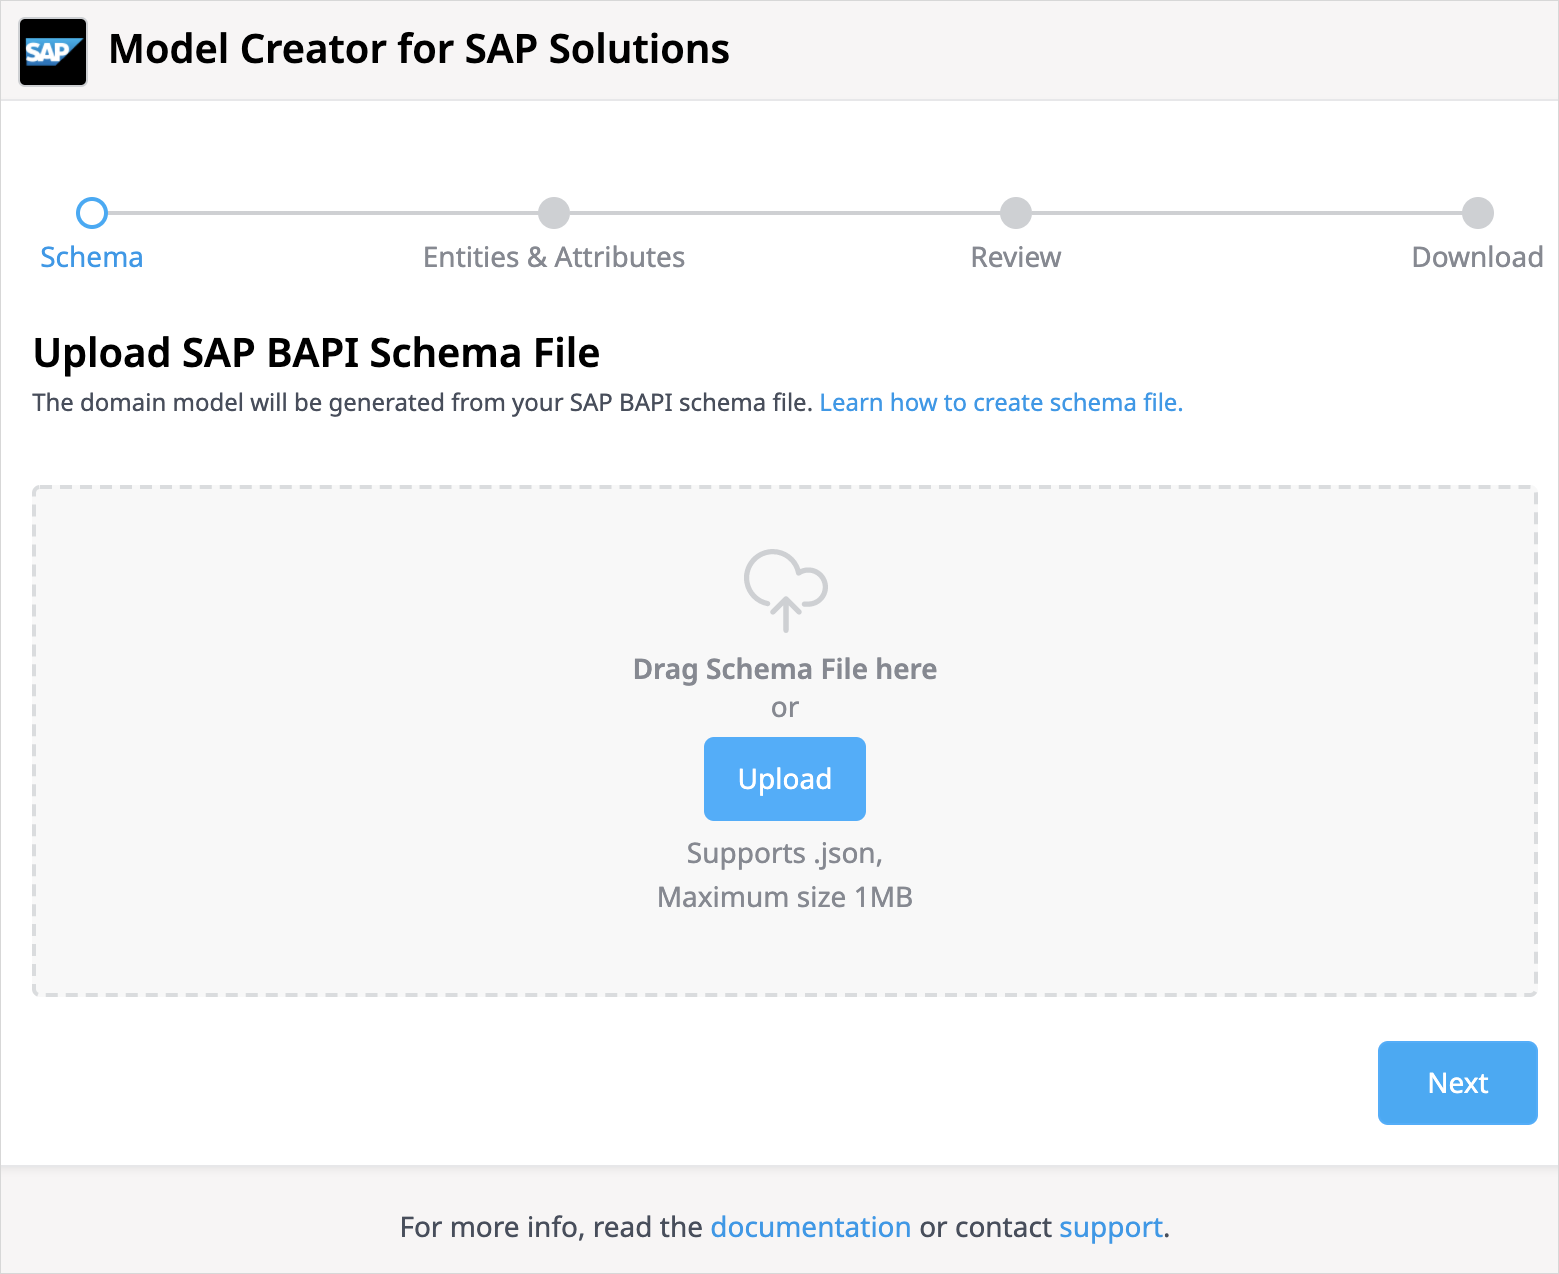 SAP
Model Creator for SAP Solutions
Schema
Entities & Attributes
Review
Download
Upload SAP BAPI Schema File
The domain model will be generated from your SAP BAPI schema file. Learn how to create schema file.
Drag Schema File here
or
Upload
Supports .json,
Maximum size 1MB
Next
For more info, read the documentation or contact support.